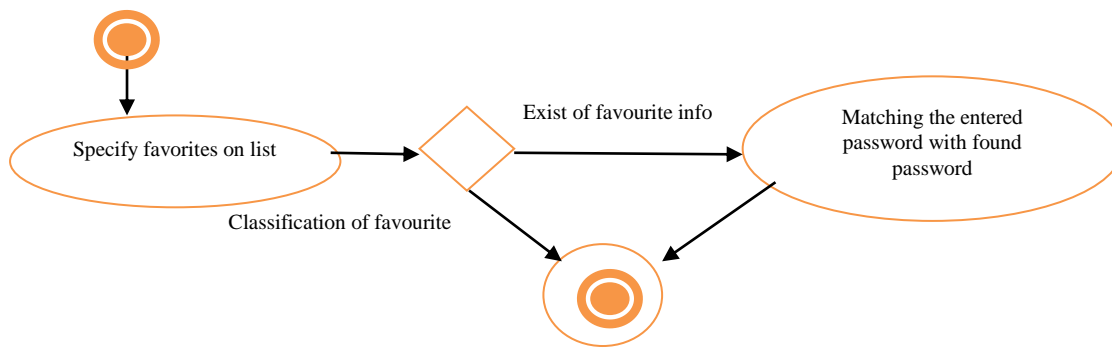 Specify favorites on list
Exist of favourite info
Matching the entered
password with found
password
Classification of favourite